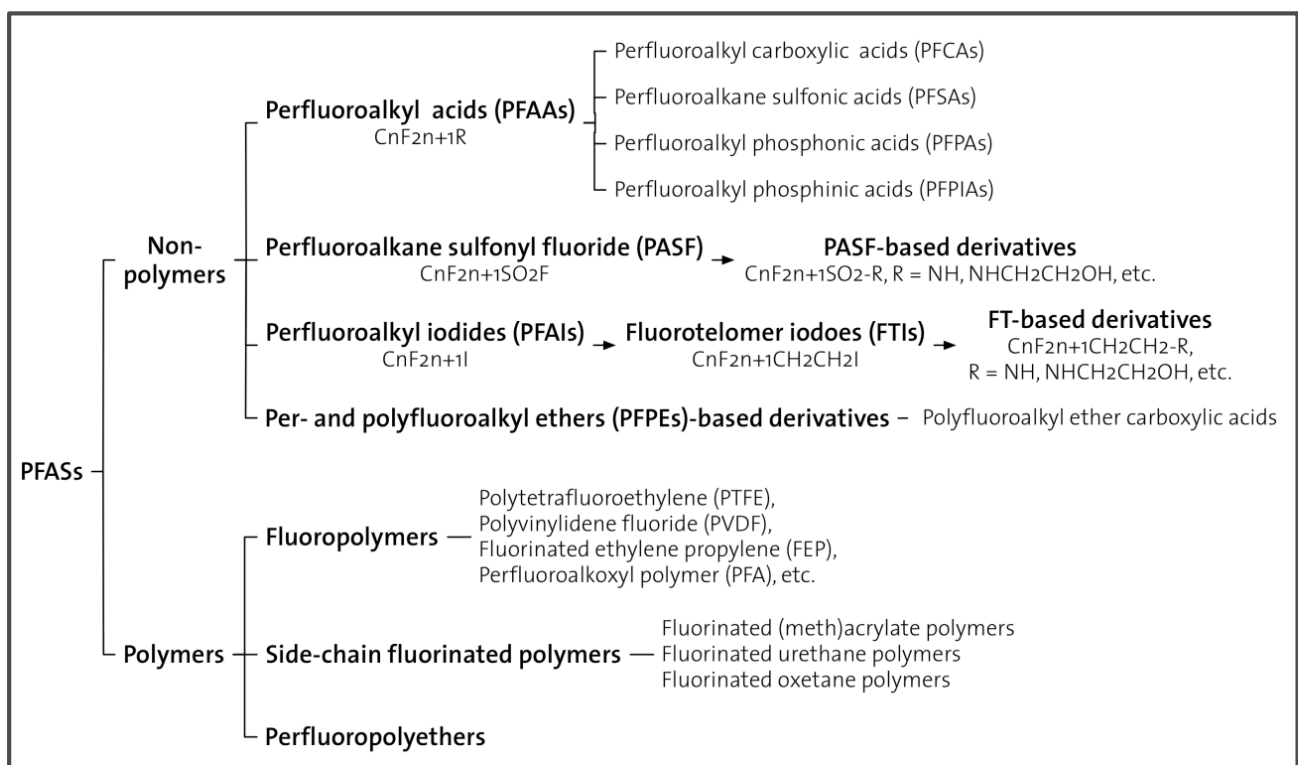 Perfluoroalkyl carboxylic acids (PFCAs)
Perfluoroalkane sulfonic acids (PFSAs)
Perfluoroalkyl acids (PFAAs)
CnF2n+1R
Perfluoroalkyl phosphonic acids (PFPAs)
Perfluoroalkyl phosphinic acids (PFPIAs)
Non-
polymers
Perfluoroalkane sulfonyl fluoride (PASF)
CnF2n+1SO2F
PASF-based derivatives
CnF2n+1SO2-R, R = NH, NHCH2CH2OH, etc.
Perfluoroalkyl iodides (PFAIs)
CnF2n+1I
Fluorotelomer iodoes (FTIs)
CnF2n+1CH2CH2I
FT-based derivatives
CnF2n+1CH2CH2-R,
R = NH, NHCH2CH2OH, etc.
Per- and polyfluoroalkyl ethers (PFPEs)-based derivatives
Polyfluoroalkyl ether carboxylic acids
PFASs
Fluoropolymers
Polytetrafluoroethylene (PTFE),
Polyvinylidene fluoride (PVDF),
Fluorinated ethylene propylene (FEP),
Perfluoroalkoxyl polymer (PFA), etc.
Polymers
Side-chain fluorinated polymers
Fluorinated (meth)acrylate polymers
Fluorinated urethane polymers
Fluorinated oxetane polymers
Perfluoropolyethers